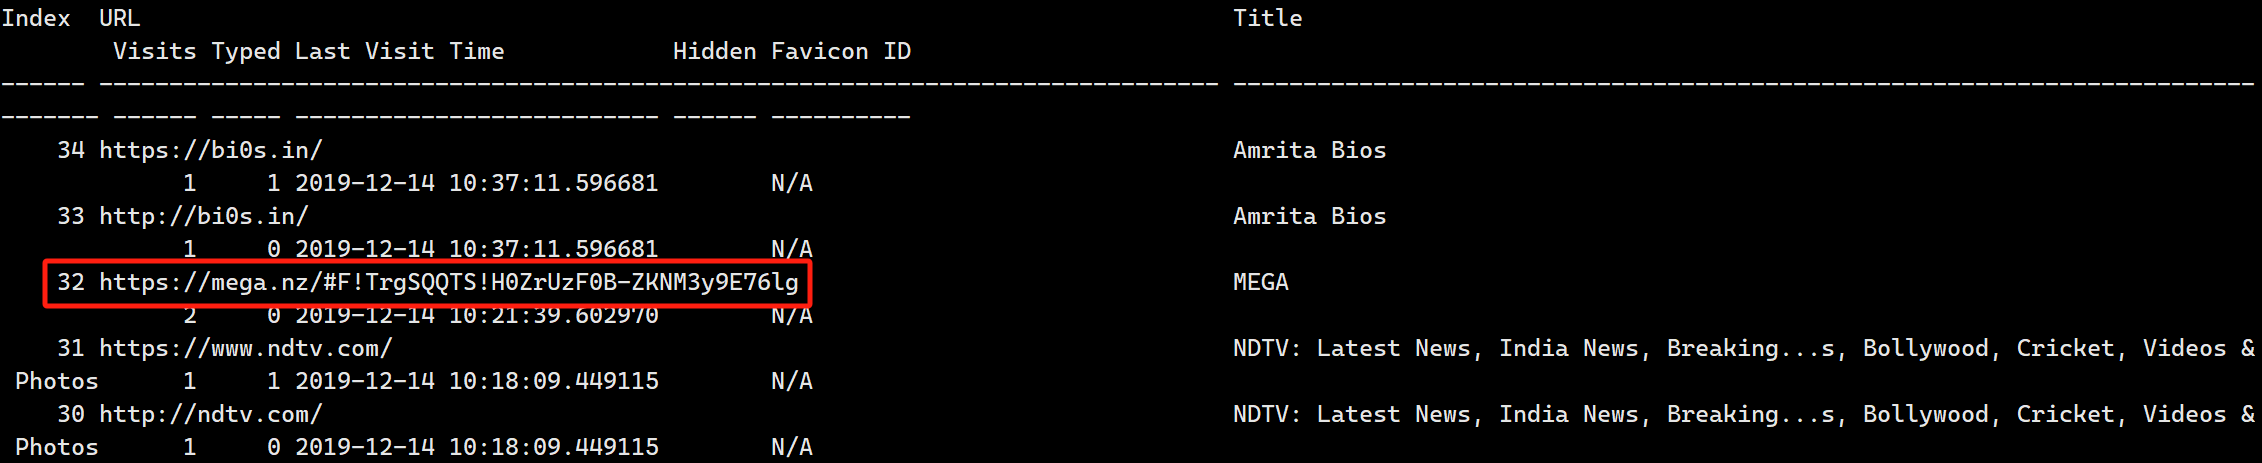 Index  URL                                                                              Title
        Visits Typed Last Visit Time            Hidden Favicon ID
------ -------------------------------------------------------------------------------- -------------------------------------------------------------------------
------- ------ ----- -------------------------- ------ ----------
    34 https://bi0s.in/                                                                 Amrita Bios
             1     1 2019-12-14 10:37:11.596681        N/A
    33 http://bi0s.in/                                                                  Amrita Bios
             1     0 2019-12-14 10:37:11.596681        N/A
    32 https://mega.nz/#F!TrgSQQTS!H0ZrUzF0B-ZKNM3y9E76lg                               MEGA
             2     0 2019-12-14 10:21:39.602970        N/A
    31 https://www.ndtv.com/                                                            NDTV: Latest News, India News, Breaking...s, Bollywood, Cricket, Videos &
 Photos      1     1 2019-12-14 10:18:09.449115        N/A
    30 http://ndtv.com/                                                                 NDTV: Latest News, India News, Breaking...s, Bollywood, Cricket, Videos &
 Photos      1     0 2019-12-14 10:18:09.449115        N/A